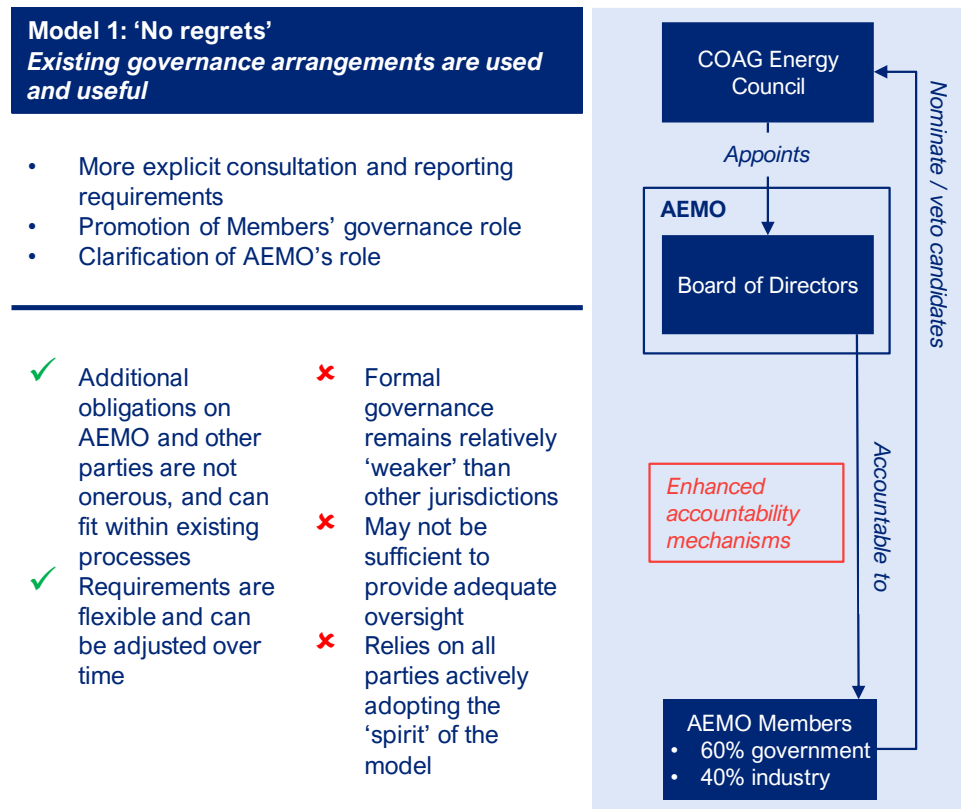 Model 1: ‘No regrets’
Existing governance arrangements are used
and useful
• More explicit consultation and reporting
requirements
• Promotion of Members’ governance role
• Clarification of AEMO’s role
✓ Additional
obligations on
AEMO and other
parties are not
onerous, and can
fit within existing
processes
✓ Requirements are
flexible and can
be adjusted over
time
✘ Formal
governance
remains relatively
‘weaker’ than
other jurisdictions
✘ May not be
sufficient to
provide adequate
oversight
✘ Relies on all
parties actively
adopting the
‘spirit’ of the
model
COAG Energy
Council
Appoints
AEMO
Board of Directors
Nominate / veto candidates
Enhanced
accountability
mechanisms
Accountable to
AEMO Members
• 60% government
• 40% industry